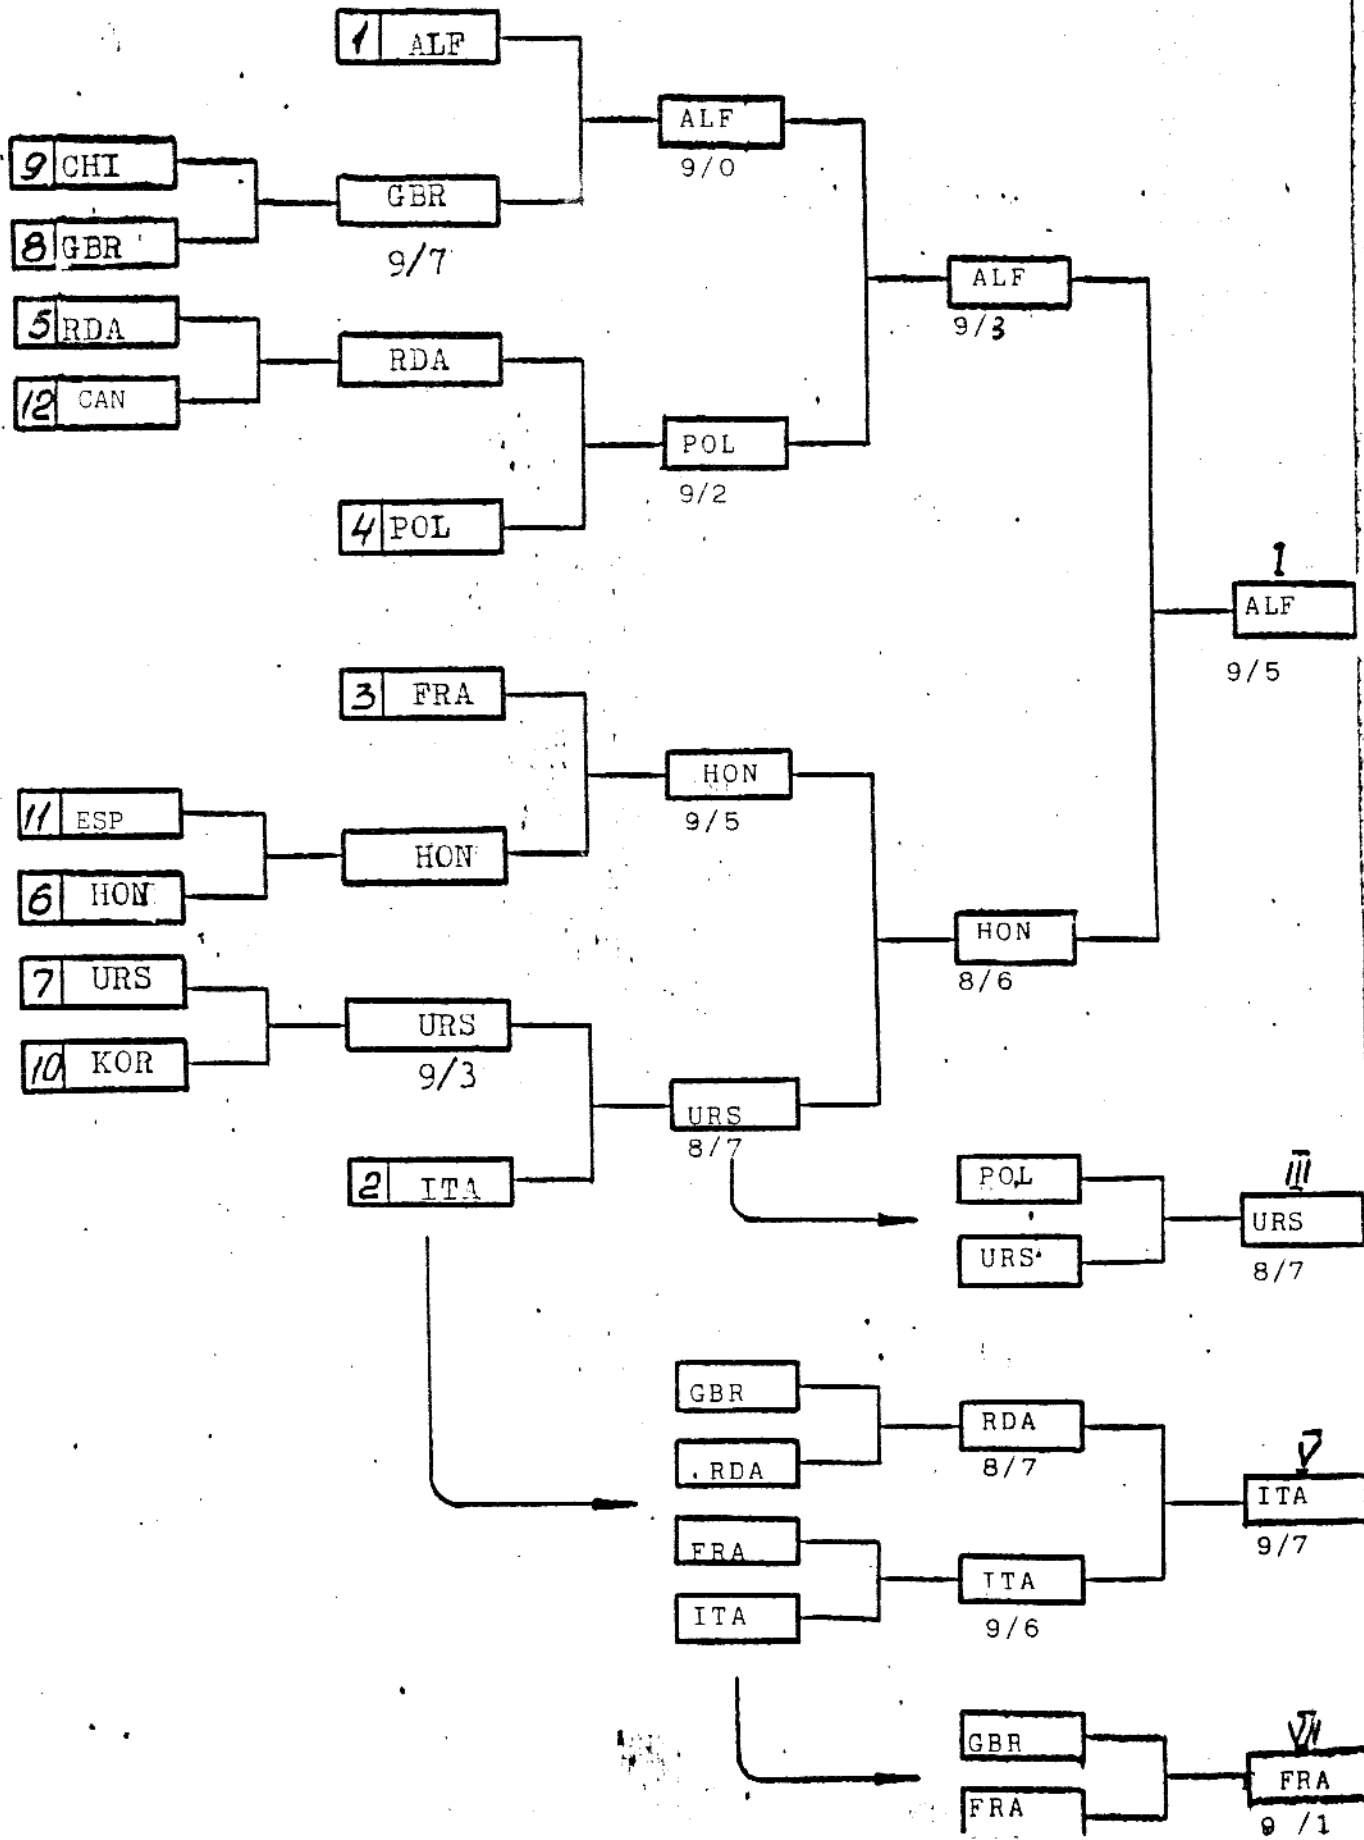 1 ALF
ALF
9/0
9 CHI
GBR
9/7
8 GBR
ALF
9/3
5 RDA
RDA
12 CAN
POL
9/2
4 POL
I
ALF
9/5
3 FRA
HON
9/5
11 ESP
HON
6 HON
HON
8/6
7 URS
URS
9/3
10 KOR
URS
8/7
2 ITA
POL
III
URS
8/7
URS
GBR
RDA
8/7
RDA
V
ITA
9/7
FRA
ITA
9/6
ITA
GBR
VII
FRA
9 /1
FRA